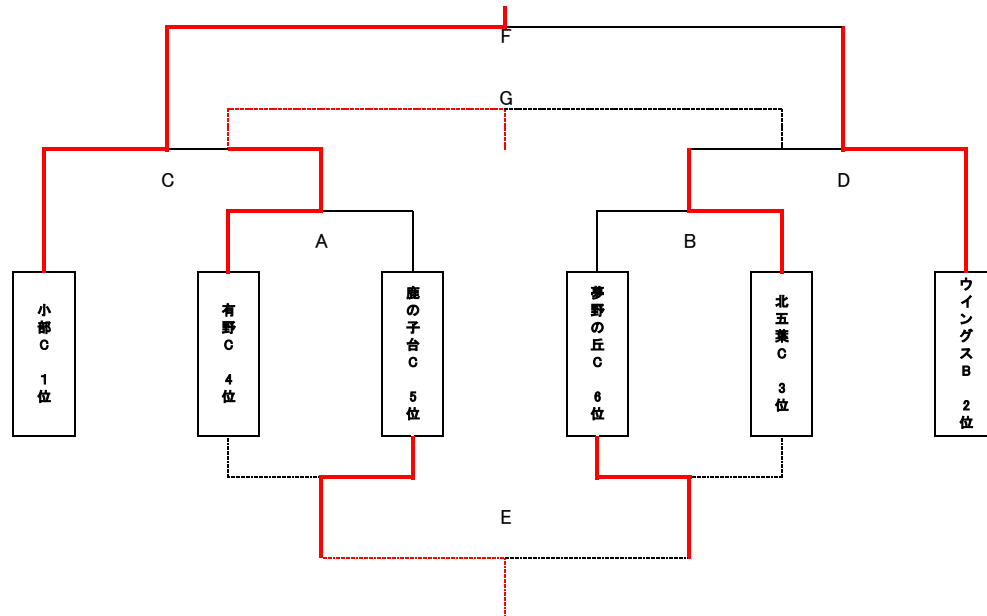 F
G
C
D
A
B
小部C 1位
有野C 4位
鹿の子台C 5位
夢野の丘C 6位
北五葉C 3位
ウイングスB 2位
E